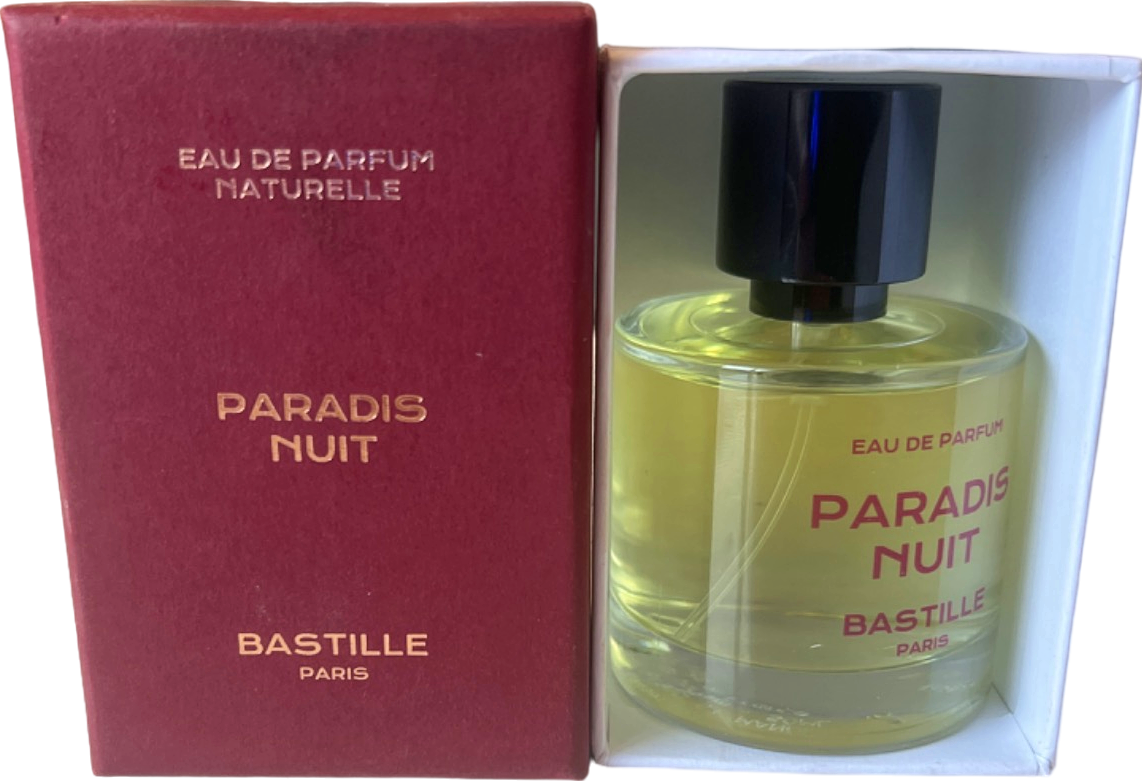 EAU DE PARFUM
NATURELLE
PARADIS
NUIT
BASTILLE
PARIS
EAU DE PARFUM
PARADIS
NUIT
BASTILLE
PARIS